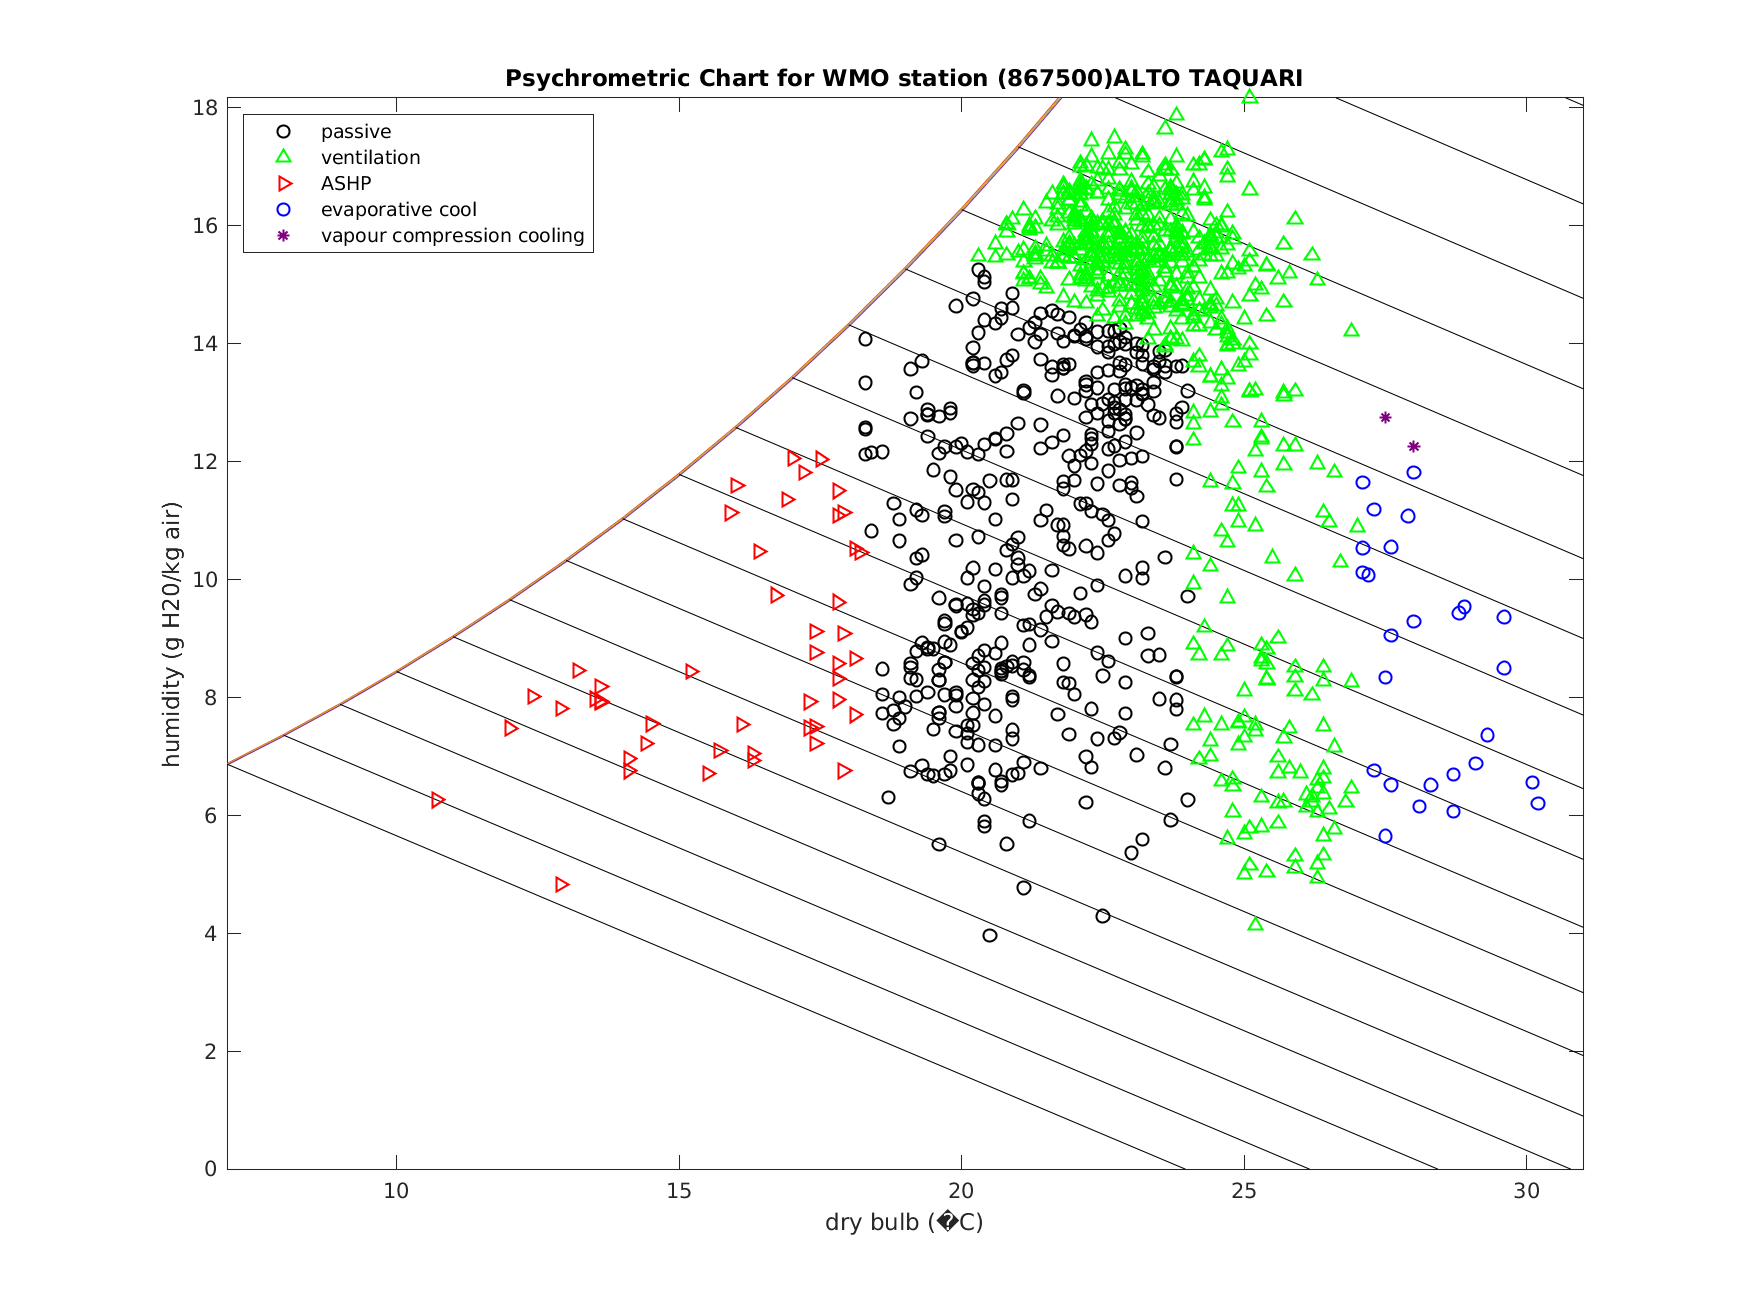 Psychrometric Chart for WMO station (867500)ALTO TAQUARI
18
16
14
12
10
8
6
4
2
0
humidity (g H20/kg air)
passive
ventilation
ASHP
evaporative cool
vapour compression cooling
10
15
20
25
30
dry bulb (�C)